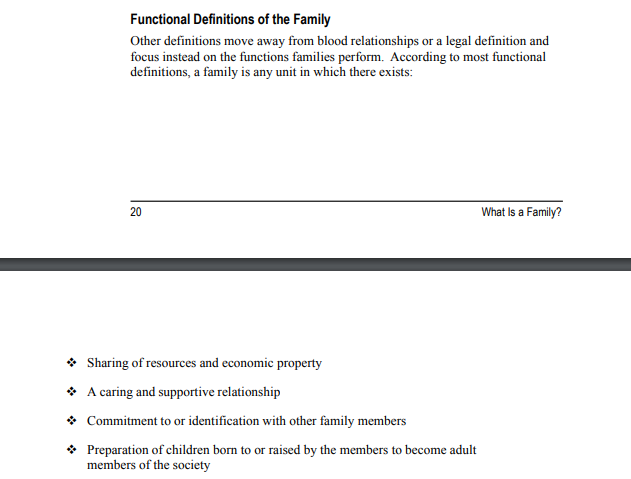 Functional Definitions of the Family
Other definitions move away from blood relationships or a legal definition and
focus instead on the functions families perform.  According to most functional
definitions, a family is any unit in which there exists:
20
What Is a Family?
❖ Sharing of resources and economic property
❖ A caring and supportive relationship
❖ Commitment to or identification with other family members
❖ Preparation of children born to or raised by the members to become adult
members of the society